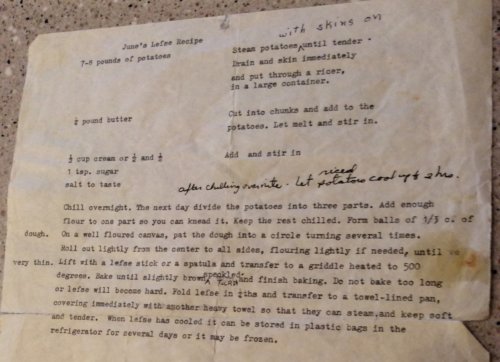 with skins on
June's Lefse Recipe
7-8 pounds of potatoes
Steam potatoes until tender.
Drain and skin immediately
and put through a ricer,
in a large container.
¼ pound butter
Cut into chunks and add to the
potatoes. Let melt and stir in.
½ cup cream or ½ and ½
Add and stir in
1 tsp. sugar
salt to taste
after chilling overnite - Let riced potatoes cool 2 hrs.
Chill overnight. The next day divide the potatoes into three parts. Add enough
flour to one part so you can knead it. Keep the rest chilled. Form balls of 1/3 c. of
dough. On a well floured canvas, pat the dough into a circle turning several times.
Roll out lightly from the center to all sides, flouring lightly if needed, until
very thin. Lift with a lefse stick or a spatula and transfer to a griddle heated to 500
degrees. Bake until slightly brown speckled turn and finish baking. Do not bake too long
or lefse will become hard. Fold lefse in ¼ths and transfer to a towel-lined pan,
covering immediately with another heavy towel so that they can steam,and keep soft
and tender. When lefse has cooled it can be stored in plastic bags in the
refrigerator for several days or it may be frozen.